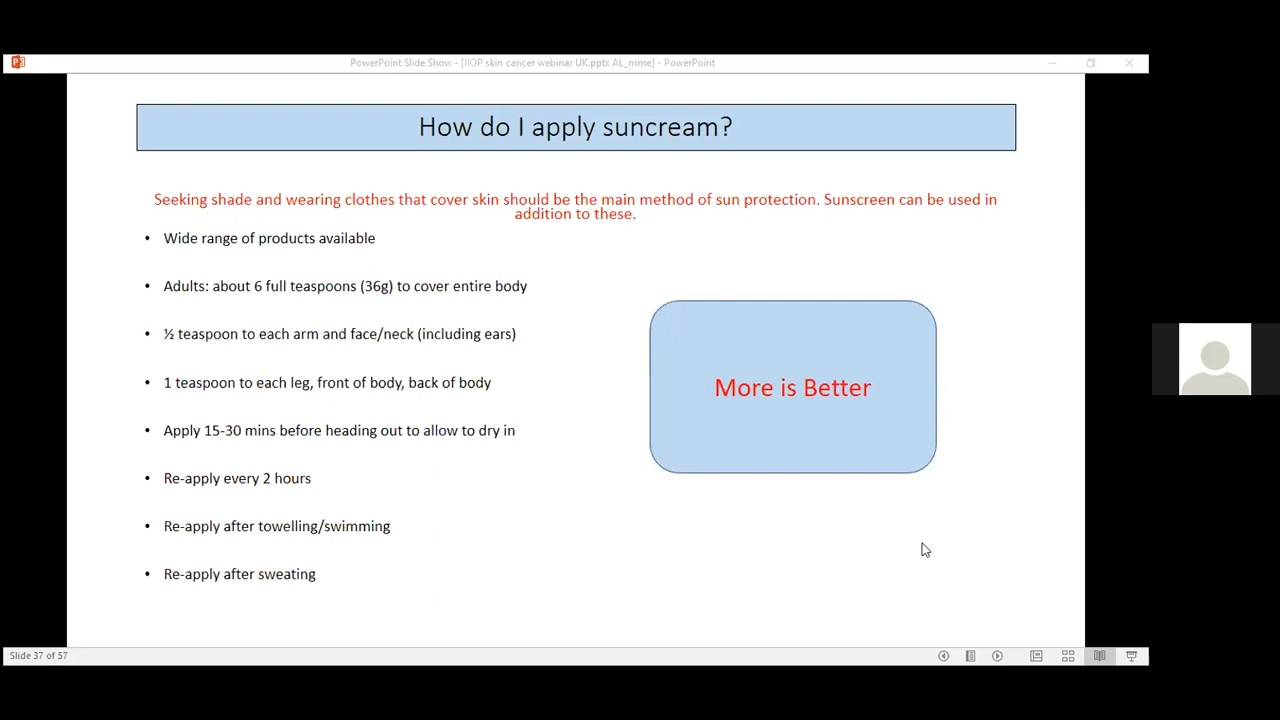 PowerPoint Slide Show - [IIOP skin cancer webinar UK.pptx AL_mme] - PowerPoint
How do I apply suncream?
Seeking shade and wearing clothes that cover skin should be the main method of sun protection. Sunscreen can be used in
addition to these.
• Wide range of products available
• Adults: about 6 full teaspoons (36g) to cover entire body
• ½ teaspoon to each arm and face/neck (including ears)
• 1 teaspoon to each leg, front of body, back of body
• Apply 15-30 mins before heading out to allow to dry in
• Re-apply every 2 hours
• Re-apply after towelling/swimming
• Re-apply after sweating
More is Better
Slide 37 of 57